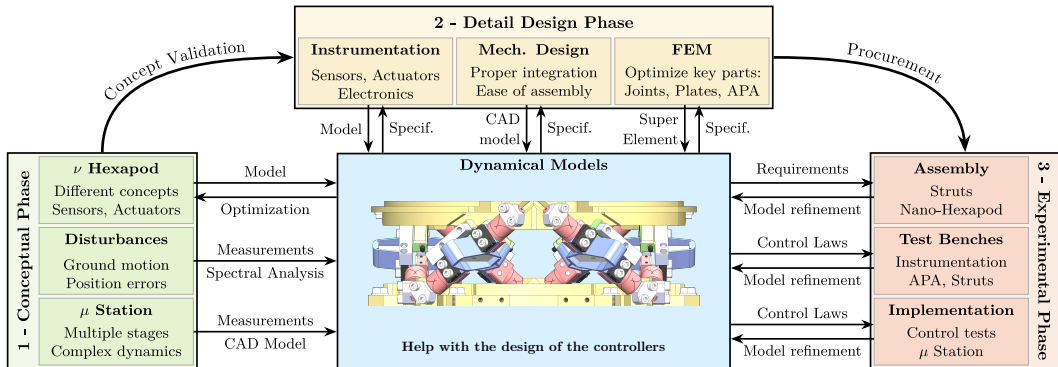 2 - Detail Design Phase
Instrumentation
Sensors, Actuators
Electronics
Mech. Design
Proper integration
Ease of assembly
FEM
Optimize key parts:
Joints, Plates, APA
Concept Validation
Procurement
Model
Specif.
CAD
model
Specif.
Super
Element
Specif.
1 - Conceptual Phase
ν Hexapod
Different concepts
Sensors, Actuators
Disturbances
Ground motion
Position errors
μ Station
Multiple stages
Complex dynamics
Model
Optimization
Measurements
Spectral Analysis
Measurements
CAD Model
Dynamical Models
Help with the design of the controllers
Requirements
Model refinement
Control Laws
Model refinement
Control Laws
Model refinement
3 - Experimental Phase
Assembly
Struts
Nano-Hexapod
Test Benches
Instrumentation
APA, Struts
Implementation
Control tests
μ Station